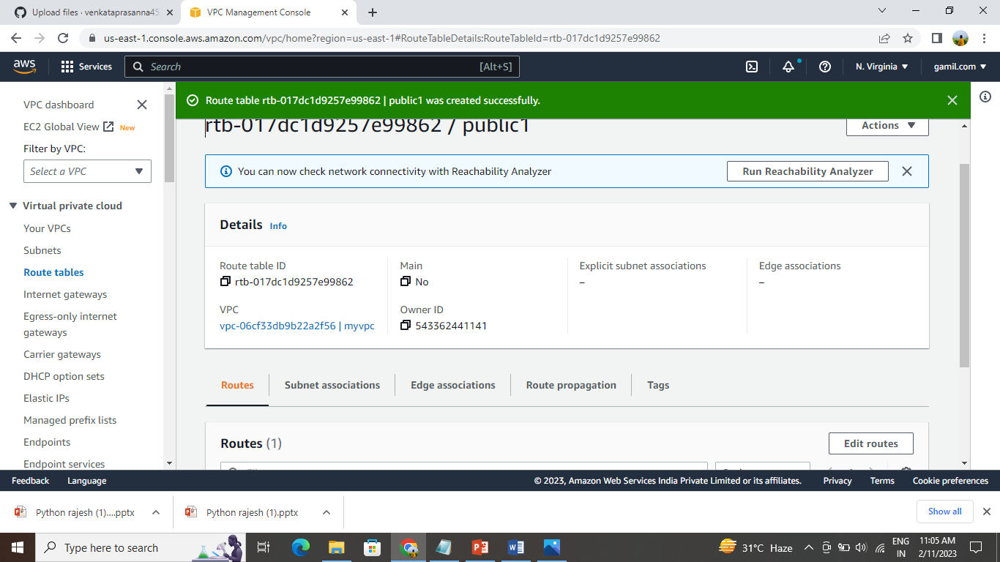 Upload files · venkataprasanna45
VPC Management Console
us-east-1.console.aws.amazon.com/vpc/home?region=us-east-1#RouteTableDetails:RouteTableId=rtb-017dc1d9257e99862
aws
Services
Search
[Alt+S]
N. Virginia
gamil.com
VPC dashboard
EC2 Global View
New
Filter by VPC:
Select a VPC
Virtual private cloud
Your VPCs
Subnets
Route tables
Internet gateways
Egress-only internet
gateways
Carrier gateways
DHCP option sets
Elastic IPs
Managed prefix lists
Endpoints
Endpoint services
Route table rtb-017dc1d9257e99862 | public1 was created successfully.
rtb-017dc1d9257e99862 / public1
Actions
You can now check network connectivity with Reachability Analyzer
Run Reachability Analyzer
Details
Info
Route table ID
rtb-017dc1d9257e99862
Main
No
Explicit subnet associations
–
Edge associations
–
VPC
vpc-06cf33db9b22a2f56 | myvpc
Owner ID
543362441141
Routes
Subnet associations
Edge associations
Route propagation
Tags
Routes (1)
Edit routes
Feedback
Language
© 2023, Amazon Web Services India Private Limited or its affiliates.
Privacy
Terms
Cookie preferences
Python rajesh (1)....pptx
Python rajesh (1).pptx
Show all
Type here to search
31°C Haze
ENG
IN
11:05 AM
2/11/2023